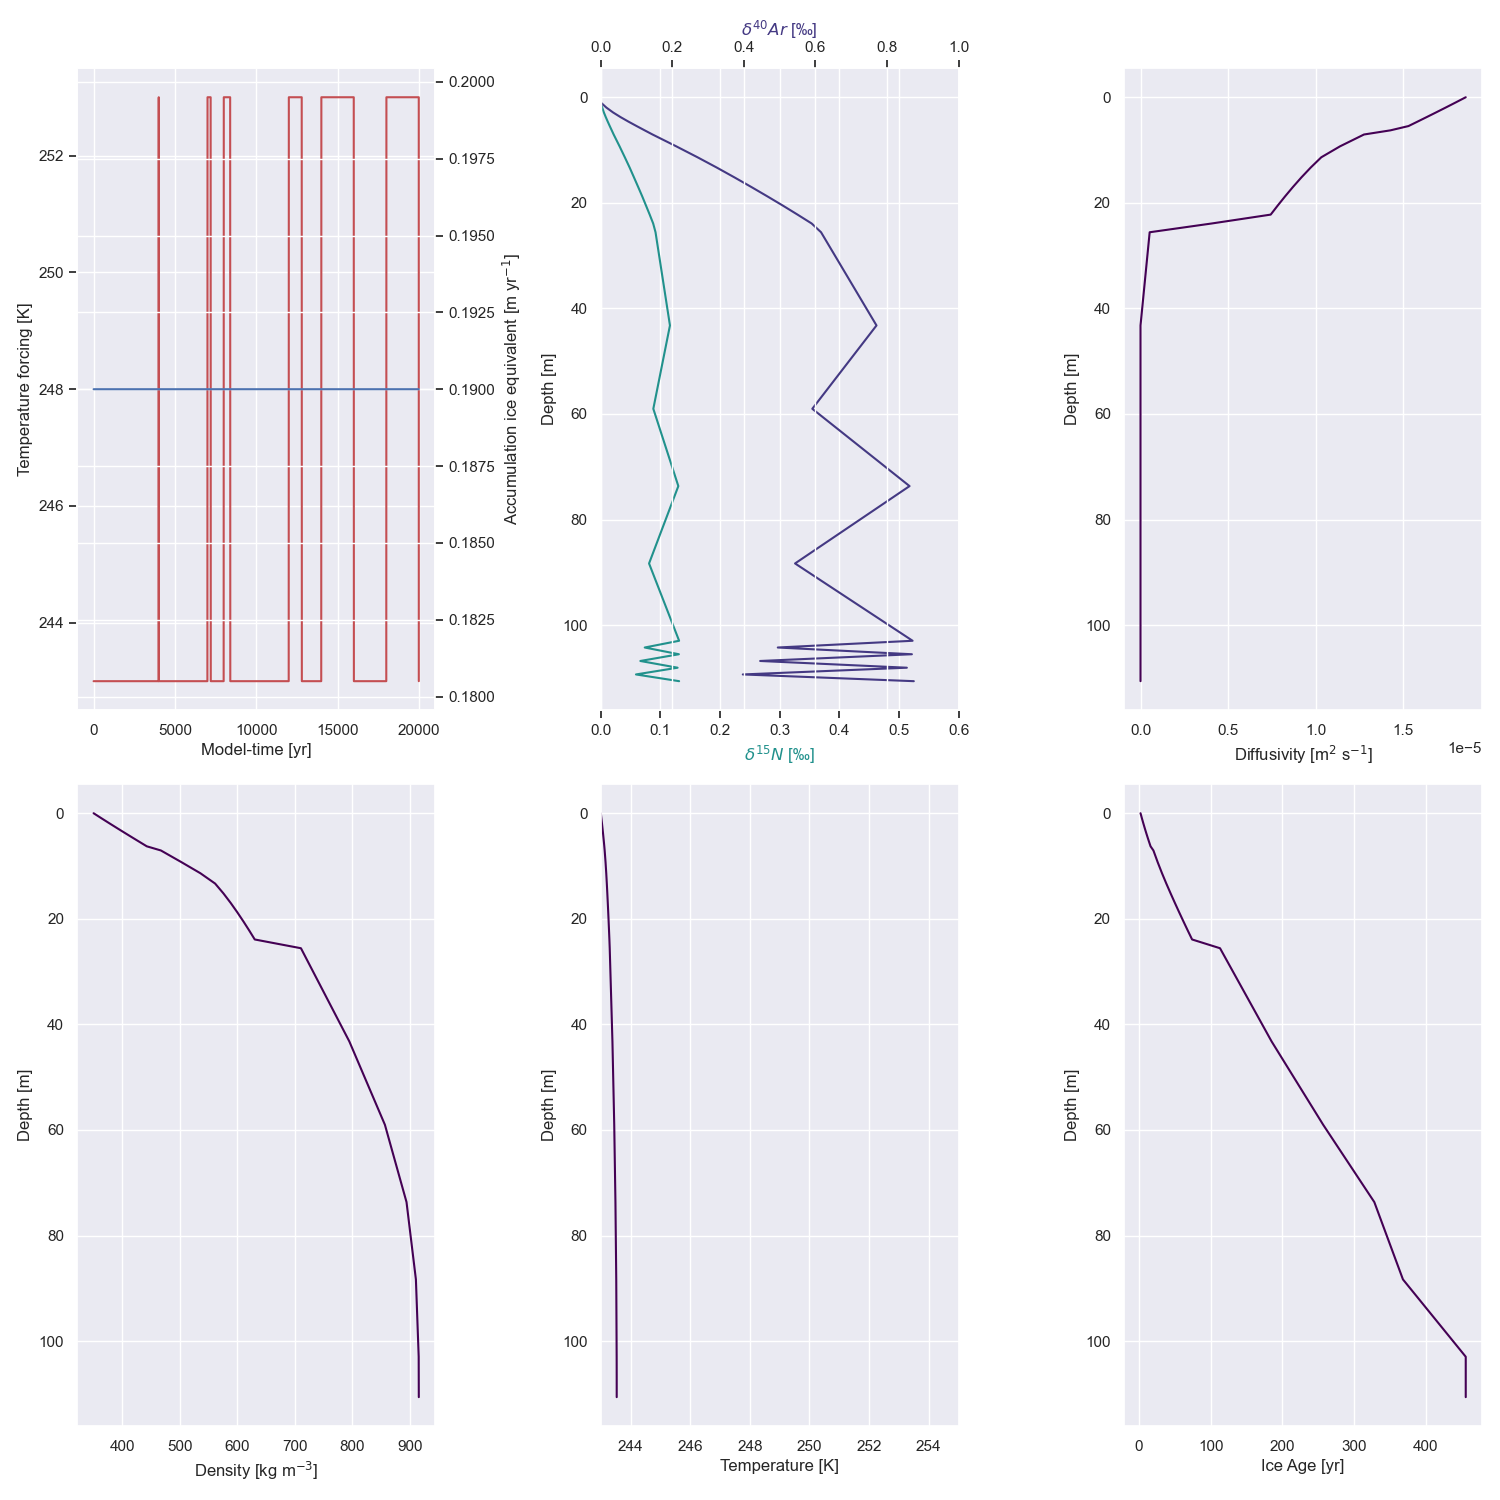 δ⁴⁰Ar [‰]
0.0 0.2 0.4 0.6 0.8 1.0
252
250
248
246
244
Temperature forcing [K]
0 5000 10000 15000 20000
Model-time [yr]
0.2000
0.1975
0.1950
0.1925
0.1900
0.1875
0.1850
0.1825
0.1800
Accumulation ice equivalent [m yr⁻¹]
0
20
40
60
80
100
Depth [m]
0.0 0.1 0.2 0.3 0.4 0.5 0.6
δ¹⁵N [‰]
0
20
40
60
80
100
Depth [m]
0.0 0.5 1.0 1.5
1e−5
Diffusivity [m² s⁻¹]
0
20
40
60
80
100
Depth [m]
400 500 600 700 800 900
Density [kg m⁻³]
0
20
40
60
80
100
Depth [m]
244 246 248 250 252 254
Temperature [K]
0
20
40
60
80
100
Depth [m]
0 100 200 300 400
Ice Age [yr]